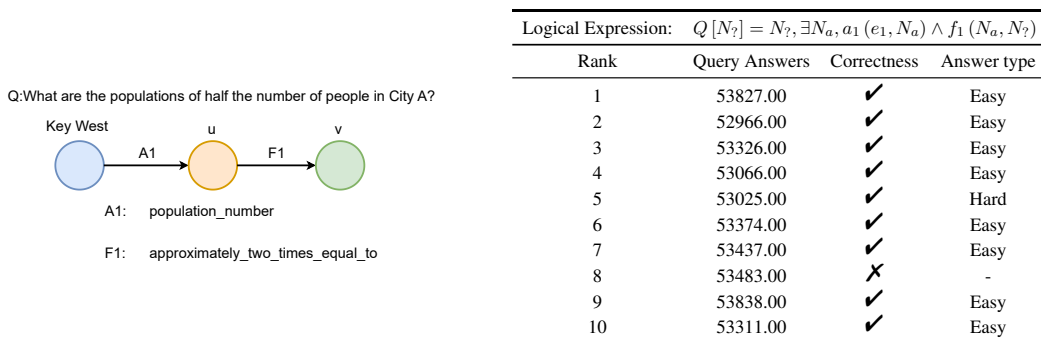 Q:What are the populations of half the number of people in City A?
Key West u v
A1 F1
A1: population_number
F1: approximately_two_times_equal_to
Logical Expression: Q [N?] = N?, ∃Na, a1 (e1, Na) ∧ f1 (Na, N?)
Rank Query Answers Correctness Answer type
1 53827.00 ✔ Easy
2 52966.00 ✔ Easy
3 53326.00 ✔ Easy
4 53066.00 ✔ Easy
5 53025.00 ✔ Hard
6 53374.00 ✔ Easy
7 53437.00 ✔ Easy
8 53483.00 ✗ -
9 53838.00 ✔ Easy
10 53311.00 ✔ Easy